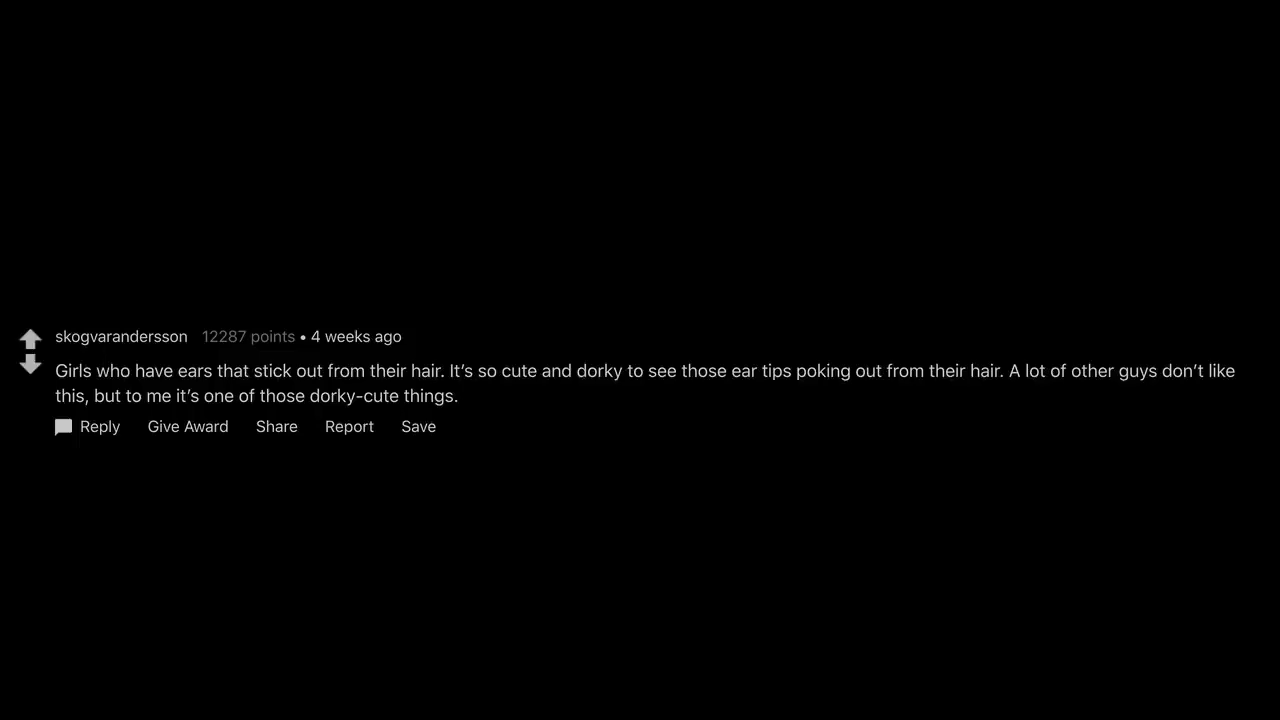 skogvarandersson 12287 points • 4 weeks ago
Girls who have ears that stick out from their hair. It’s so cute and dorky to see those ear tips poking out from their hair. A lot of other guys don’t like
this, but to me it’s one of those dorky-cute things.
Reply Give Award Share Report Save